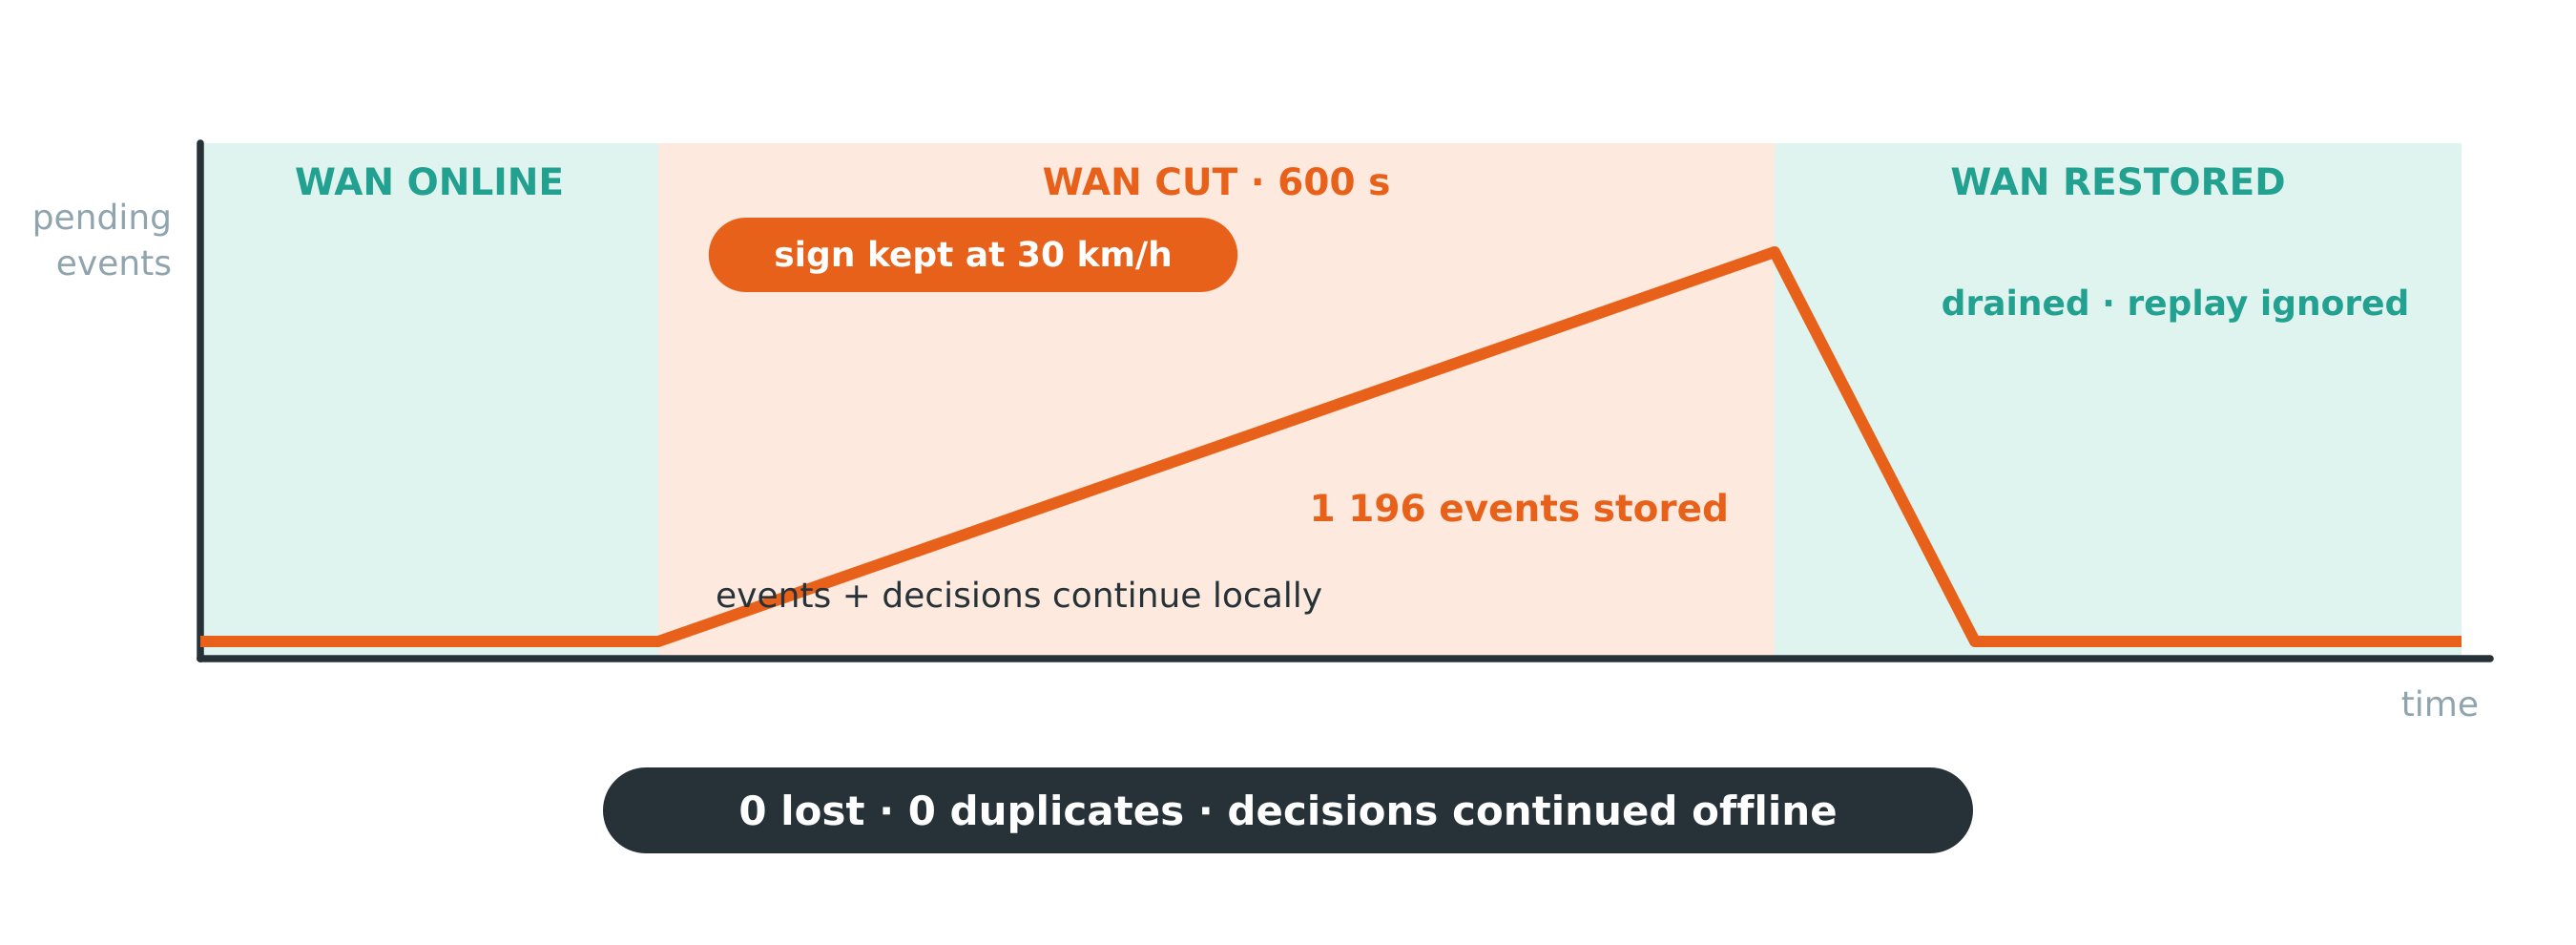 WAN ONLINE
WAN CUT · 600 s
WAN RESTORED
pending
events
sign kept at 30 km/h
drained · replay ignored
1 196 events stored
events + decisions continue locally
time
0 lost · 0 duplicates · decisions continued offline